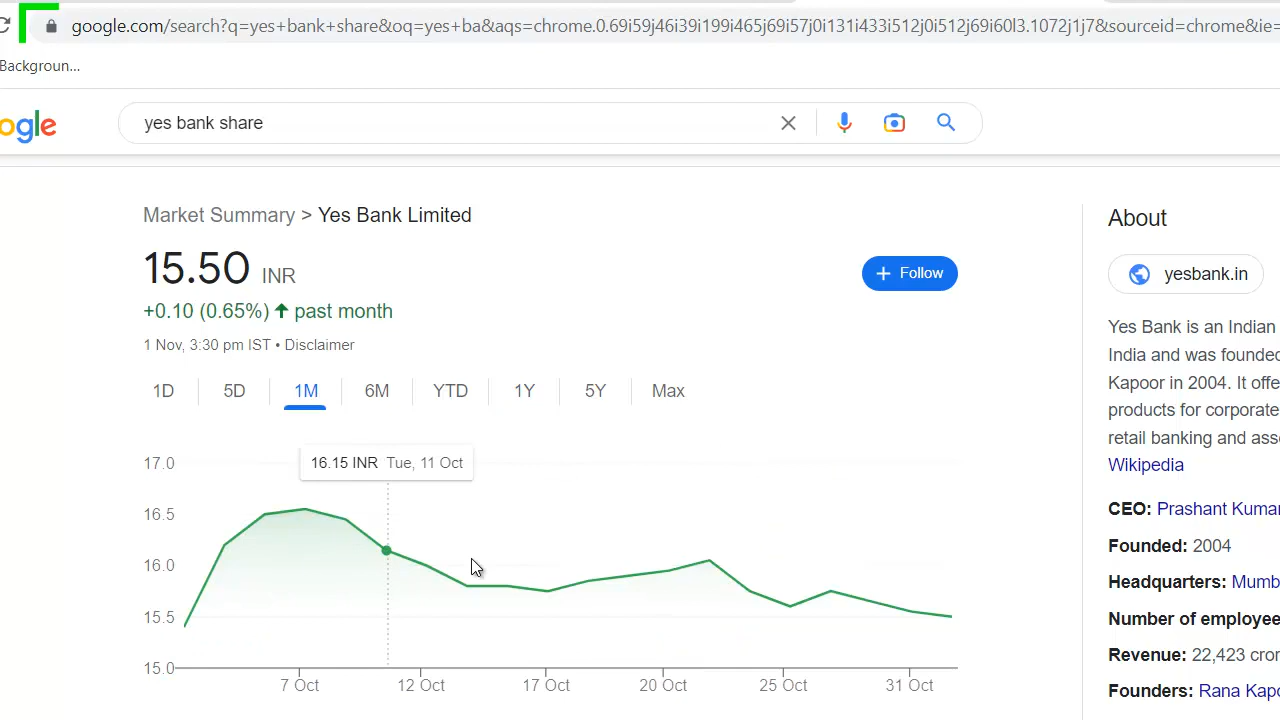 google.com/search?q=yes+bank+share&oq=yes+ba&aqs=chrome.0.69i59j46i39i199i465j69i57j0i131i433i512j0i512j69i60l3.1072j1j7&sourceid=chrome&ie=
Backgroun...
ogle
yes bank share
Market Summary > Yes Bank Limited
15.50 INR
+ Follow
+0.10 (0.65%) ↑ past month
1 Nov, 3:30 pm IST • Disclaimer
1D 5D 1M 6M YTD 1Y 5Y Max
16.15 INR Tue, 11 Oct
17.0
16.5
16.0
15.5
15.0
7 Oct 12 Oct 17 Oct 20 Oct 25 Oct 31 Oct
About
yesbank.in
Yes Bank is an Indian
India and was founded
Kapoor in 2004. It offe
products for corporate
retail banking and ass
Wikipedia
CEO: Prashant Kumar
Founded: 2004
Headquarters: Mumb
Number of employee
Revenue: 22,423 cror
Founders: Rana Kapo